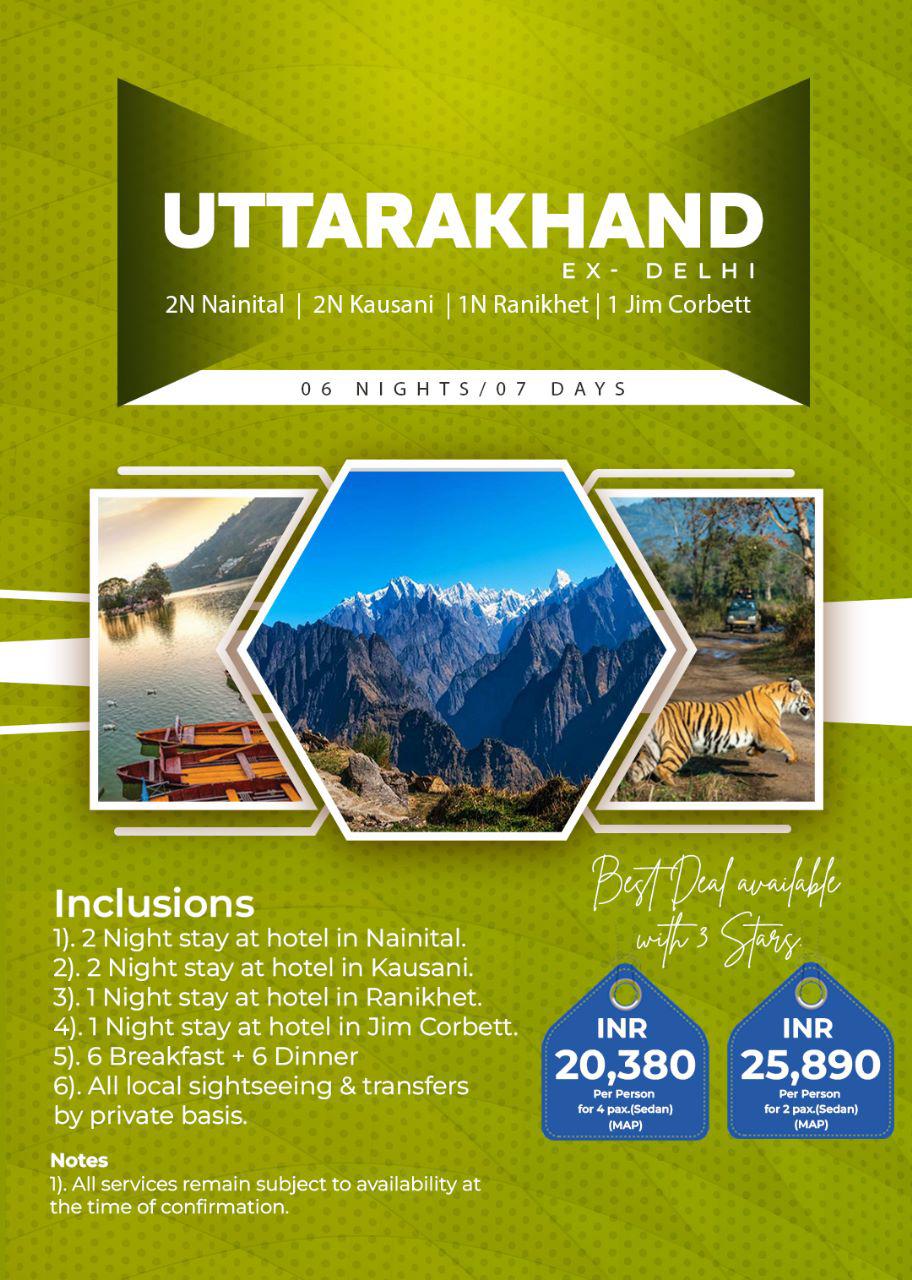 UTTARAKHAND
EX- DELHI
2N Nainital | 2N Kausani | 1N Ranikhet | 1 Jim Corbett
06 NIGHTS/07 DAYS
Inclusions
1). 2 Night stay at hotel in Nainital.
2). 2 Night stay at hotel in Kausani.
3). 1 Night stay at hotel in Ranikhet.
4). 1 Night stay at hotel in Jim Corbett.
5). 6 Breakfast + 6 Dinner
6). All local sightseeing & transfers
by private basis.
Notes
1). All services remain subject to availability at
the time of confirmation.
Best Deal available
with 3 Stars.
INR
20,380
Per Person
for 4 pax.(Sedan)
(MAP)
INR
25,890
Per Person
for 2 pax.(Sedan)
(MAP)